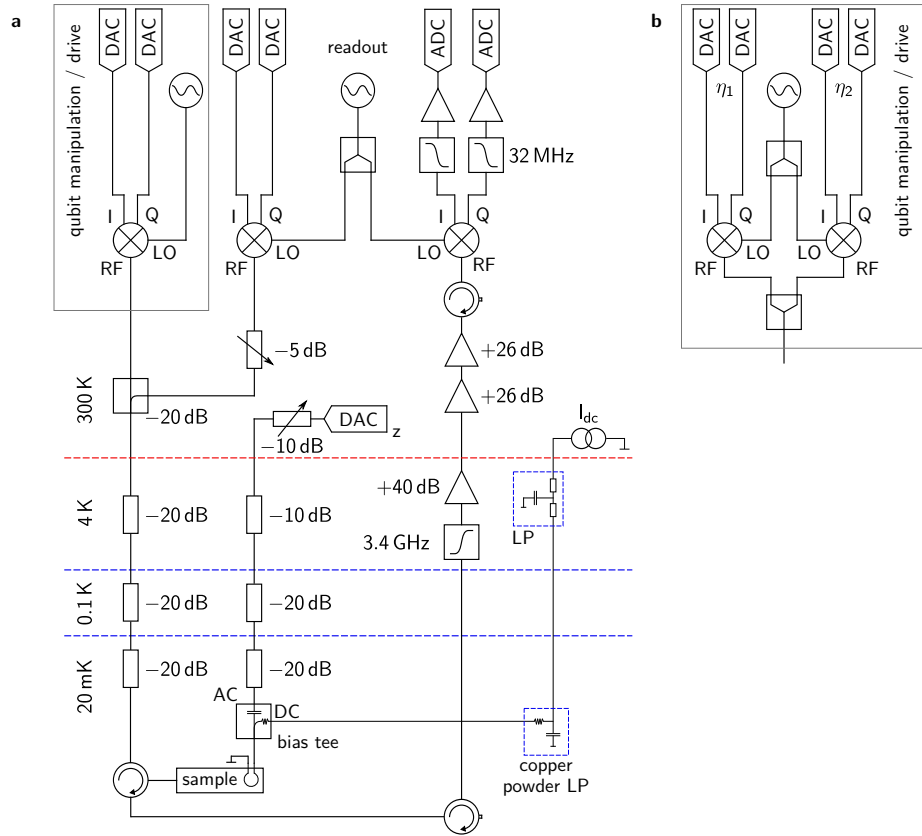 a
qubit manipulation / drive
DAC
DAC
DAC
DAC
readout
ADC
ADC
32 MHz
I
Q
LO
RF
I
Q
LO
RF
I
Q
LO
RF
−5 dB
+26 dB
+26 dB
300 K
−20 dB
−10 dB
DAC
z
I_dc
4 K
−20 dB
−10 dB
+40 dB
3.4 GHz
LP
0.1 K
−20 dB
−20 dB
20 mK
−20 dB
−20 dB
AC
DC
bias tee
sample
copper
powder LP
b
DAC
DAC
DAC
DAC
η1
η2
qubit manipulation / drive
I
Q
LO
RF
I
Q
LO
RF